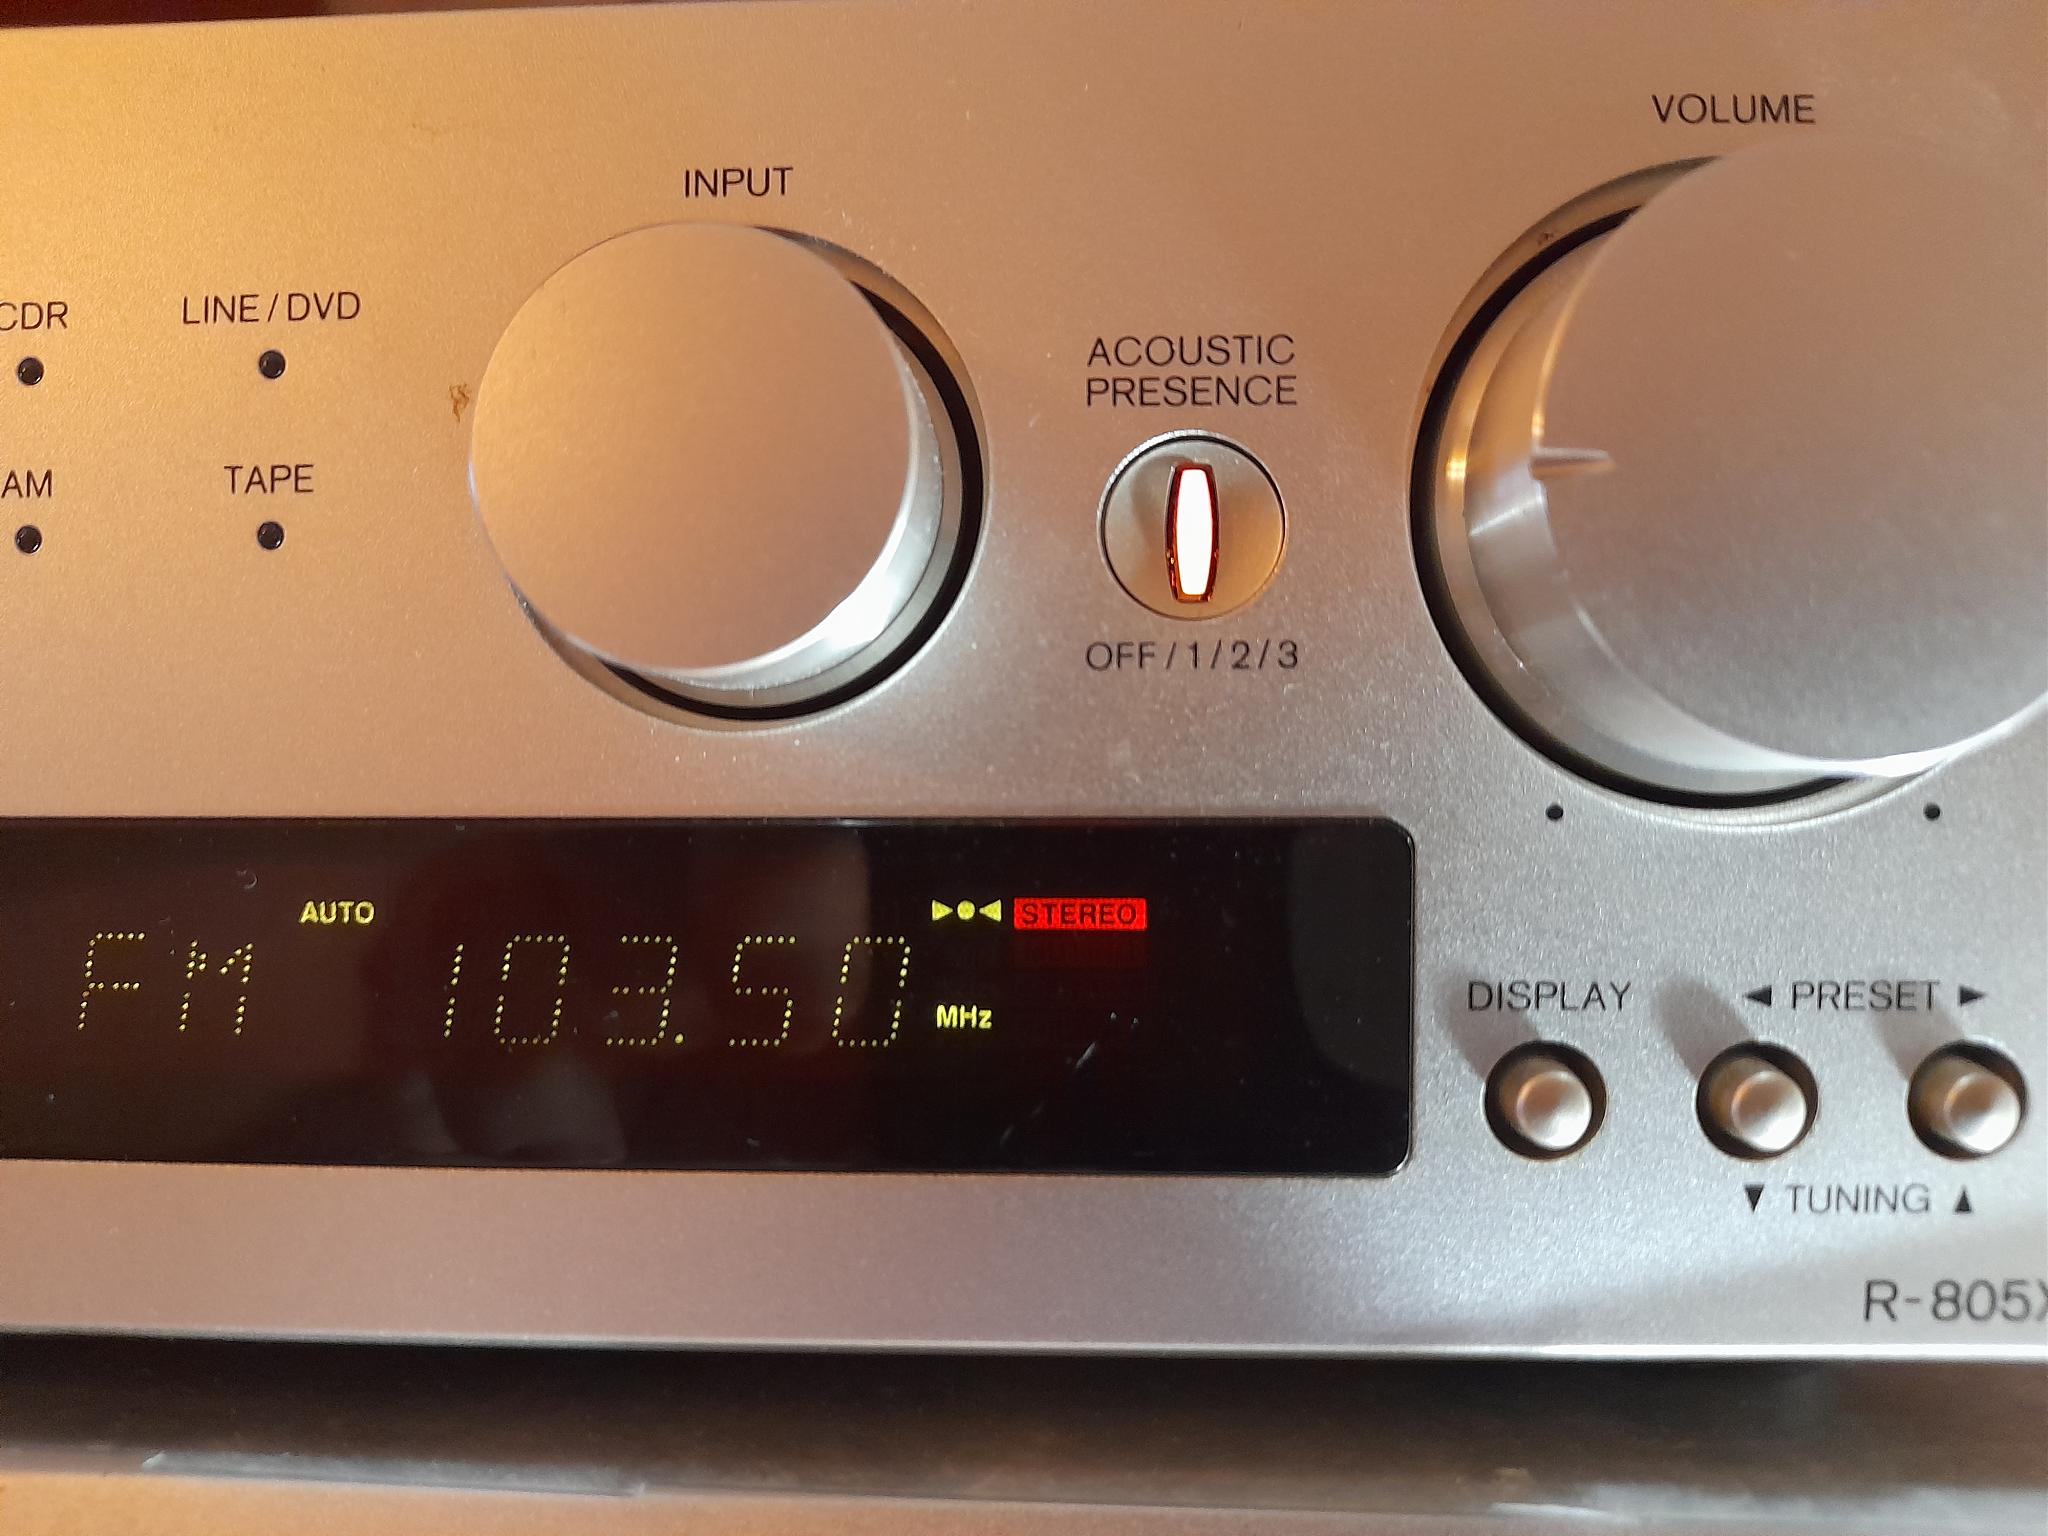 VOLUME
INPUT
CDR
LINE / DVD
ACOUSTIC
PRESENCE
AM
TAPE
OFF / 1 / 2 / 3
AUTO
STEREO
FM 103.50 MHz
DISPLAY
◄ PRESET ►
▼ TUNING ▲
R-805X